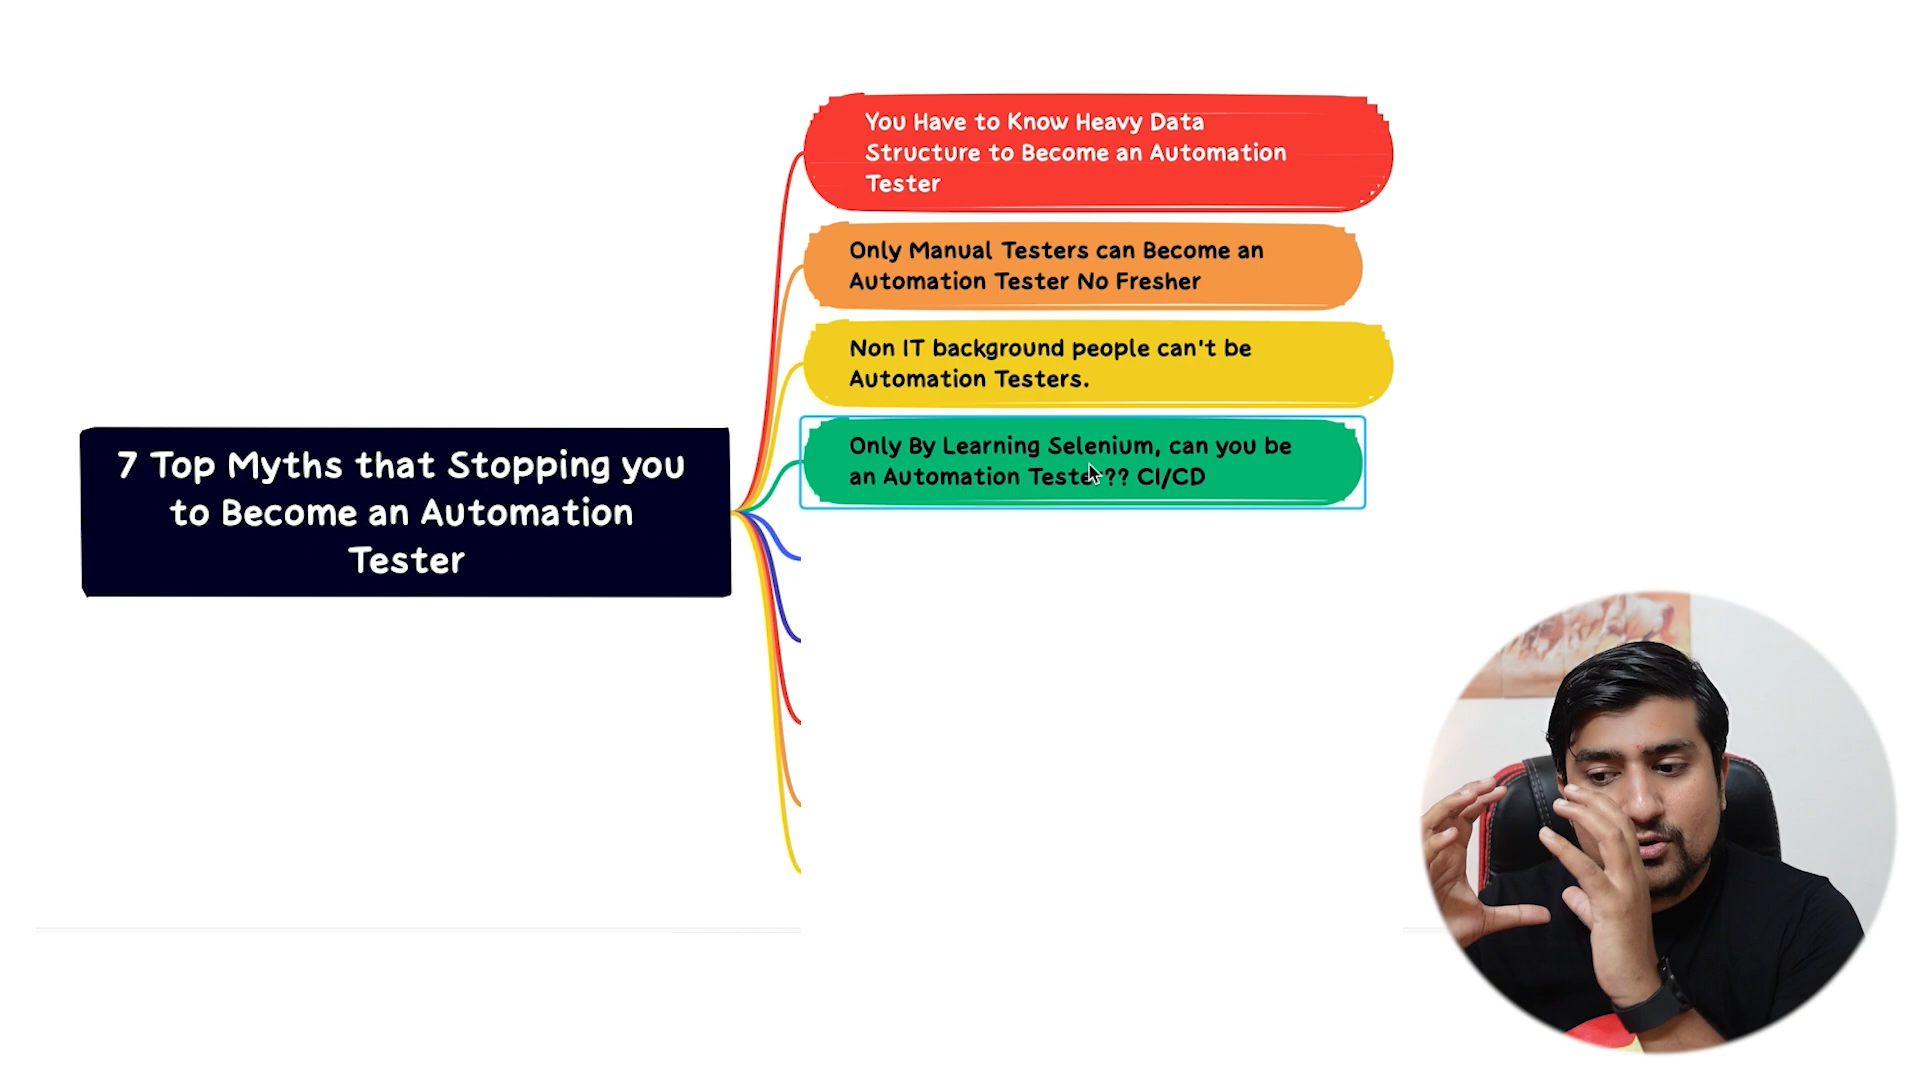 7 Top Myths that Stopping you
to Become an Automation
Tester
You Have to Know Heavy Data
Structure to Become an Automation
Tester
Only Manual Testers can Become an
Automation Tester No Fresher
Non IT background people can't be
Automation Testers.
Only By Learning Selenium, can you be
an Automation Tester?? CI/CD